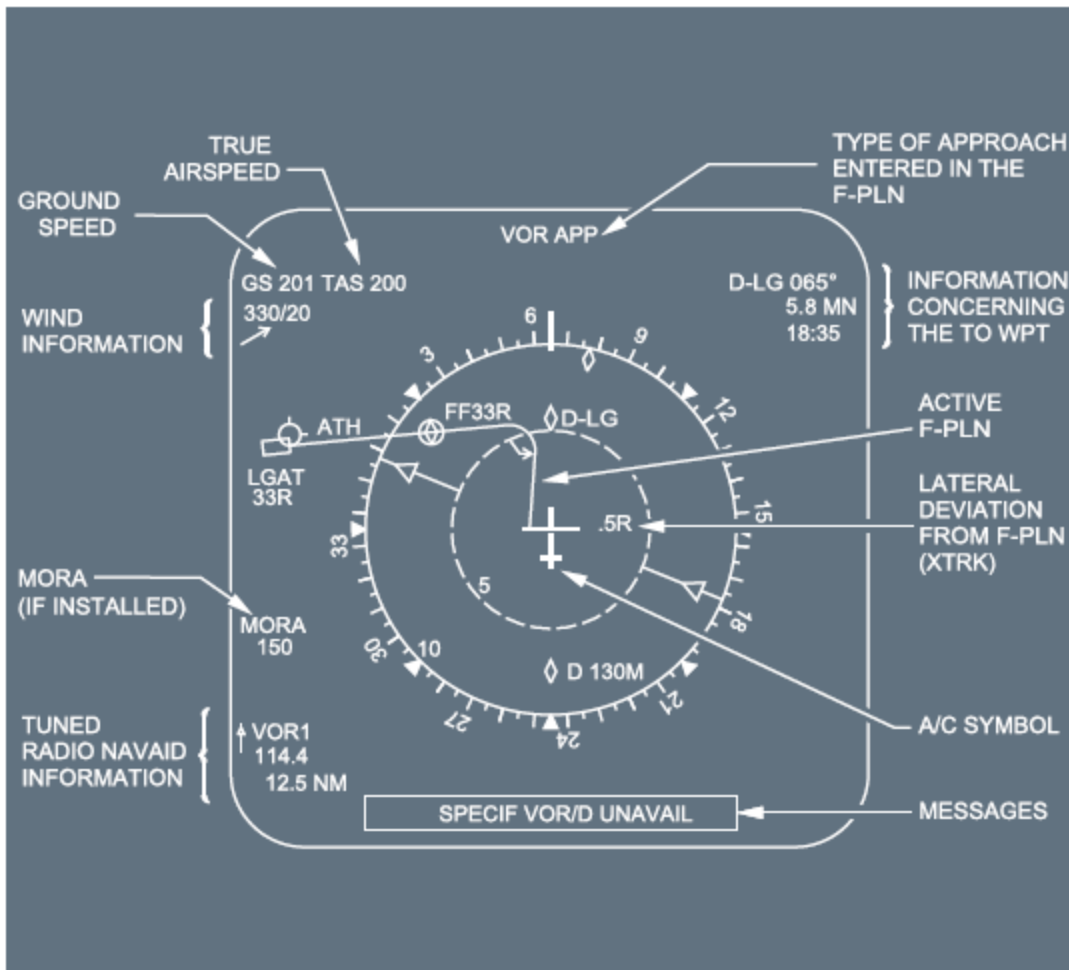 TRUE
AIRSPEED
GROUND
SPEED
TYPE OF APPROACH
ENTERED IN THE
F-PLN
VOR APP
GS 201 TAS 200
330/20
WIND
INFORMATION
D-LG 065°
5.8 MN
18:35
INFORMATION
CONCERNING
THE TO WPT
6
9
3
12
FF33R
D-LG
ATH
LGAT
33R
ACTIVE
F-PLN
15
.5R
LATERAL
DEVIATION
FROM F-PLN
(XTRK)
33
5
18
MORA
(IF INSTALLED)
MORA
150
30
10
D 130M
21
27
24
TUNED
RADIO NAVAID
INFORMATION
VOR1
114.4
12.5 NM
A/C SYMBOL
SPECIF VOR/D UNAVAIL
MESSAGES